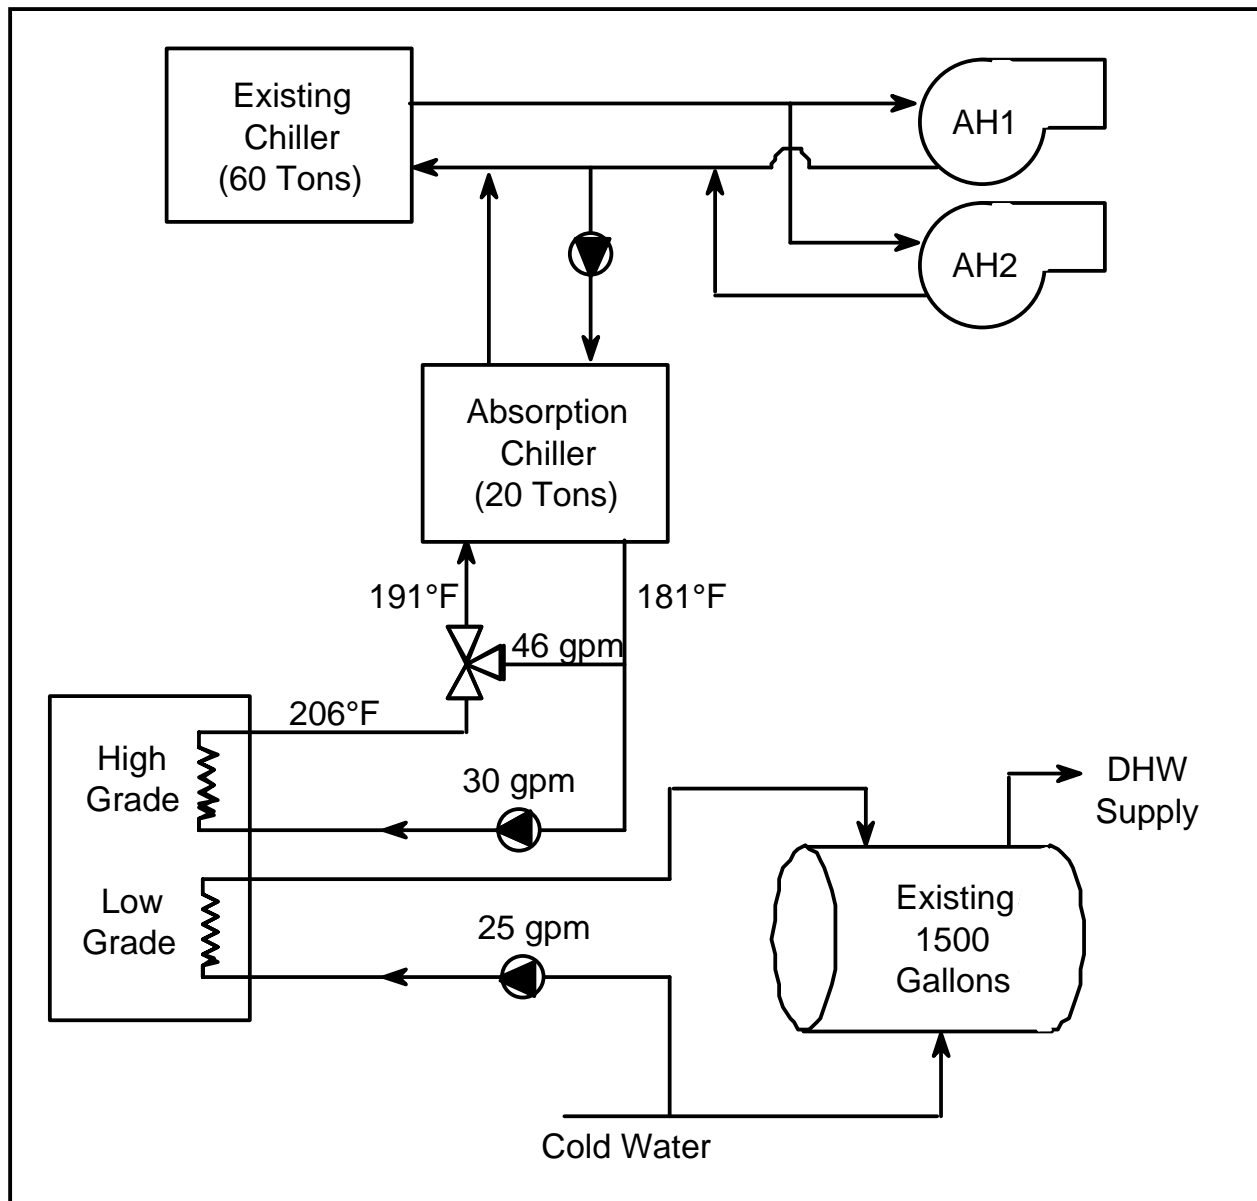 Existing
Chiller
(60 Tons)
AH1
AH2
Absorption
Chiller
(20 Tons)
191°F
181°F
46 gpm
206°F
High
Grade
30 gpm
DHW
Supply
Low
Grade
25 gpm
Existing
1500
Gallons
Cold Water